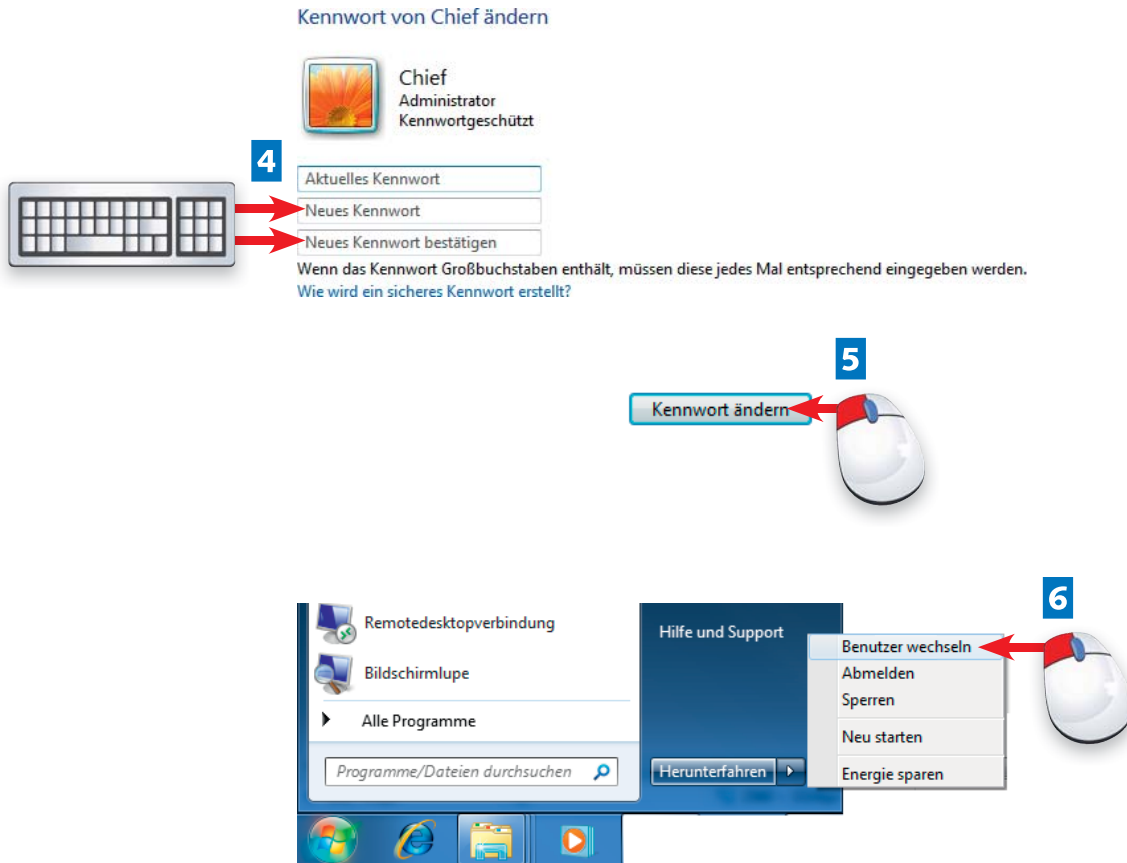 Kennwort von Chief ändern
Chief
Administrator
Kennwortgeschützt
4
Aktuelles Kennwort
Neues Kennwort
Neues Kennwort bestätigen
Wenn das Kennwort Großbuchstaben enthält, müssen diese jedes Mal entsprechend eingegeben werden.
Wie wird ein sicheres Kennwort erstellt?
5
Kennwort ändern
6
Remotedesktopverbindung
Bildschirmlupe
Alle Programme
Programme/Dateien durchsuchen
Hilfe und Support
Herunterfahren
Benutzer wechseln
Abmelden
Sperren
Neu starten
Energie sparen